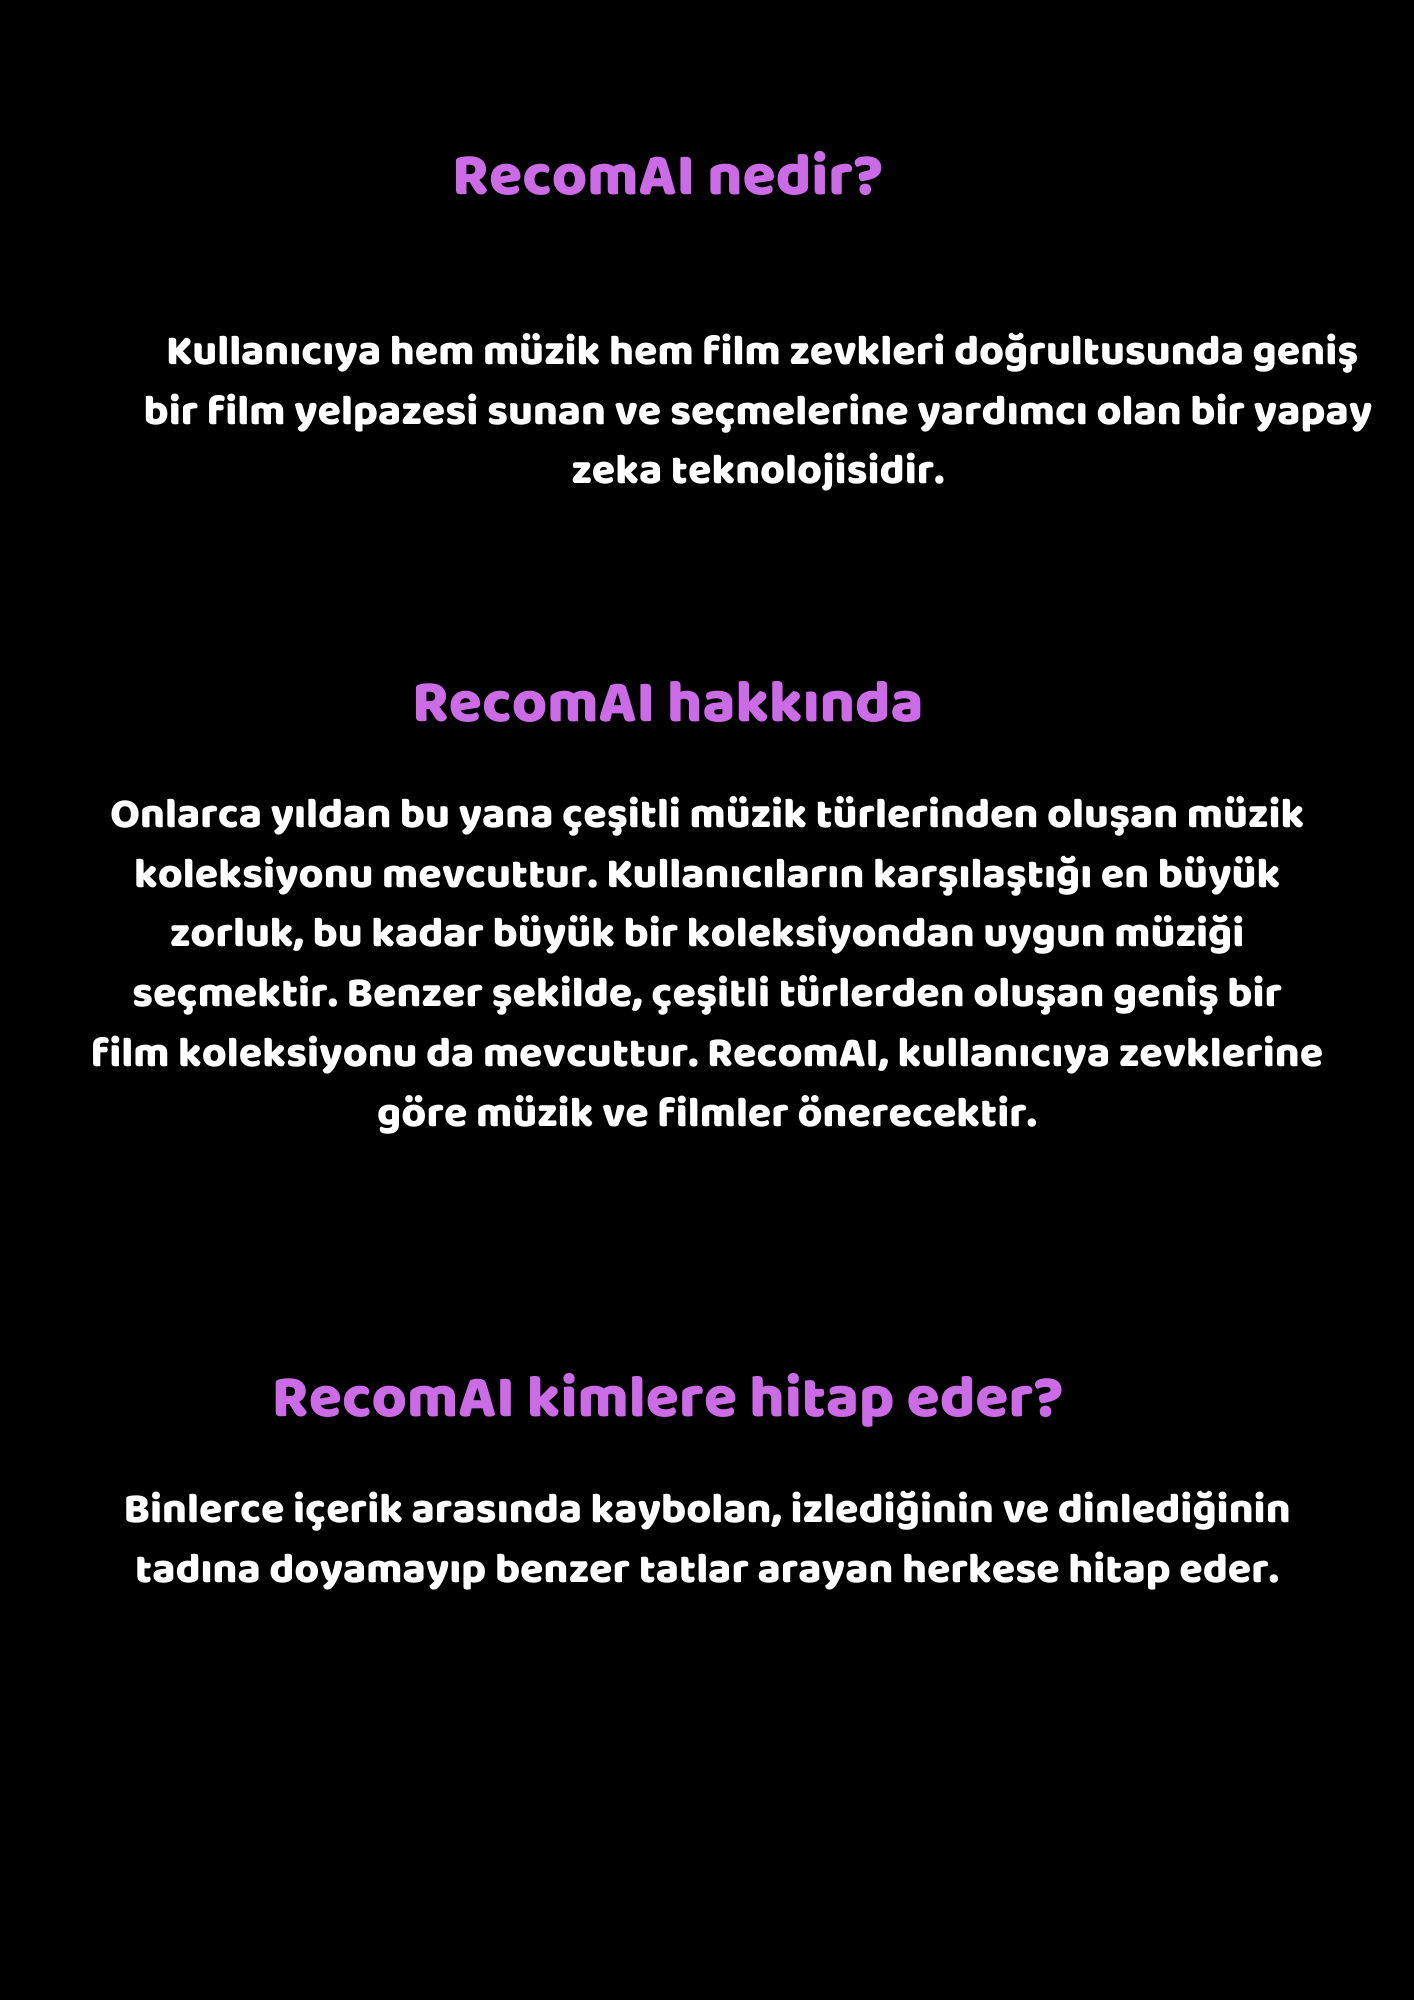 RecomAI nedir?
Kullanıcıya hem müzik hem film zevkleri doğrultusunda geniş
bir film yelpazesi sunan ve seçmelerine yardımcı olan bir yapay
zeka teknolojisidir.
RecomAI hakkında
Onlarca yıldan bu yana çeşitli müzik türlerinden oluşan müzik
koleksiyonu mevcuttur. Kullanıcıların karşılaştığı en büyük
zorluk, bu kadar büyük bir koleksiyondan uygun müziği
seçmektir. Benzer şekilde, çeşitli türlerden oluşan geniş bir
film koleksiyonu da mevcuttur. RecomAI, kullanıcıya zevklerine
göre müzik ve filmler önerecektir.
RecomAI kimlere hitap eder?
Binlerce içerik arasında kaybolan, izlediğinin ve dinlediğinin
tadına doyamayıp benzer tatlar arayan herkese hitap eder.